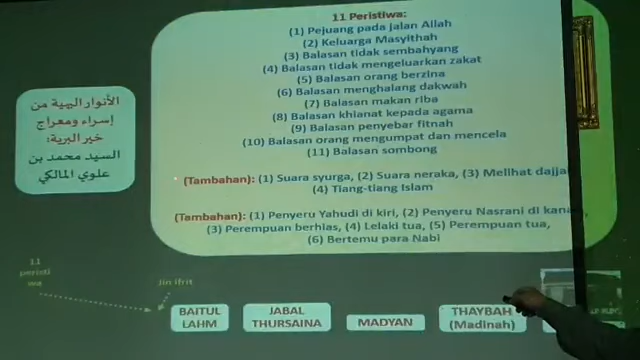 11 Peristiwa:
(1) Pejuang pada jalan Allah
(2) Keluarga Masyithah
(3) Balasan tidak sembahyang
(4) Balasan tidak mengeluarkan zakat
(5) Balasan orang berzina
(6) Balasan menghalang dakwah
(7) Balasan makan riba
(8) Balasan khianat kepada agama
(9) Balasan penyebar fitnah
(10) Balasan orang mengumpat dan mencela
(11) Balasan sombong
(Tambahan): (1) Suara syurga, (2) Suara neraka, (3) Melihat dajja
(4) Tiang-tiang Islam
(Tambahan): (1) Penyeru Yahudi di kiri, (2) Penyeru Nasrani di kanan,
(3) Perempuan berhias, (4) Lelaki tua, (5) Perempuan tua,
(6) Bertemu para Nabi
الأنوار البهية من
إسراء ومعراج
خير البرية؛
السيد محمد بن
علوي المالكي
11
peristi
wa
Jin ifrit
BAITUL
LAHM
JABAL
THURSAINA
MADYAN
THAYBAH
(Madinah)